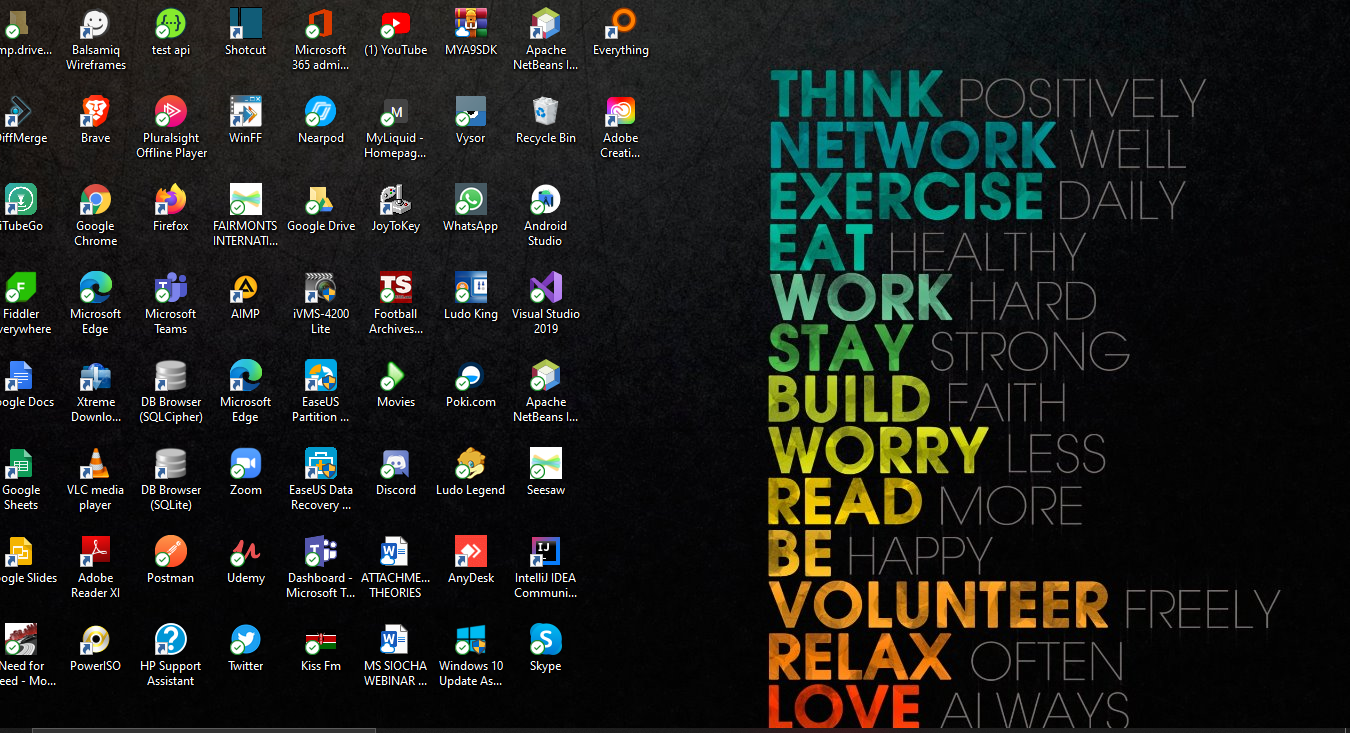 mp.drive...
Balsamiq
Wireframes
test api
Shotcut
Microsoft
365 admi...
(1) YouTube
MYA9SDK
Apache
NetBeans I...
Everything
DiffMerge
Brave
Pluralsight
Offline Player
WinFF
Nearpod
M
MyLiquid -
Homepag...
Vysor
Recycle Bin
Adobe
Creati...
iTubeGo
Google
Chrome
Firefox
FAIRMONTS
INTERNATI...
Google Drive
JoyToKey
WhatsApp
Android
Studio
Fiddler
verywhere
Microsoft
Edge
Microsoft
Teams
AIMP
iVMS-4200
Lite
TS
Football
Archives...
Ludo King
Visual Studio
2019
oogle Docs
Xtreme
Downlo...
DB Browser
(SQLCipher)
Microsoft
Edge
EaseUS
Partition ...
Movies
Poki.com
Apache
NetBeans I...
Google
Sheets
VLC media
player
DB Browser
(SQLite)
Zoom
EaseUS Data
Recovery ...
Discord
Ludo Legend
Seesaw
oogle Slides
Adobe
Reader XI
Postman
Udemy
Dashboard -
Microsoft T...
ATTACHME...
THEORIES
AnyDesk
IJ
IntelliJ IDEA
Communi...
Need for
eed - Mo...
PowerISO
HP Support
Assistant
Twitter
Kiss Fm
MS SIOCHA
WEBINAR ...
Windows 10
Update As...
Skype
THINK POSITIVELY
NETWORK WELL
EXERCISE DAILY
EAT HEALTHY
WORK HARD
STAY STRONG
BUILD FAITH
WORRY LESS
READ MORE
BE HAPPY
VOLUNTEER FREELY
RELAX OFTEN
LOVE ALWAYS